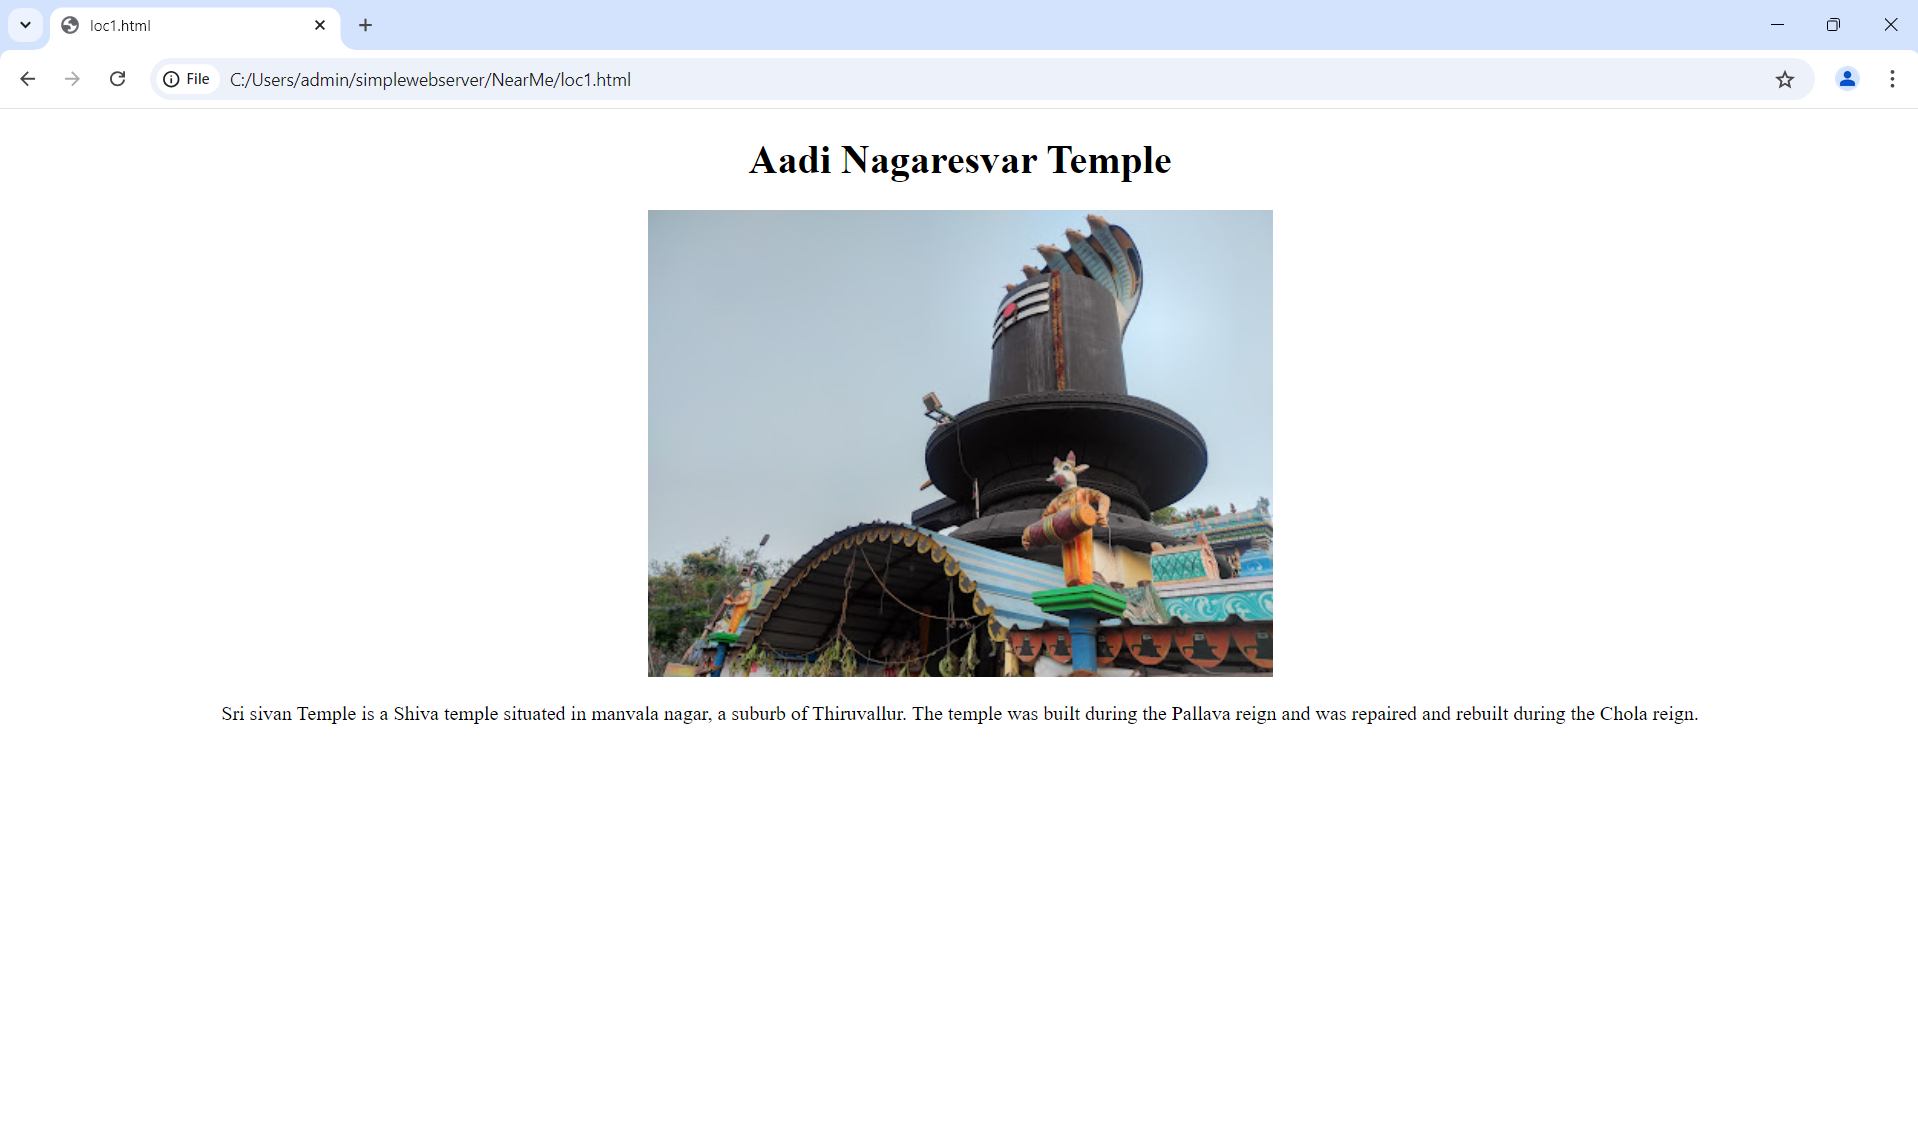 loc1.html
File
C:/Users/admin/simplewebserver/NearMe/loc1.html
Aadi Nagaresvar Temple
Sri sivan Temple is a Shiva temple situated in manvala nagar, a suburb of Thiruvallur. The temple was built during the Pallava reign and was repaired and rebuilt during the Chola reign.